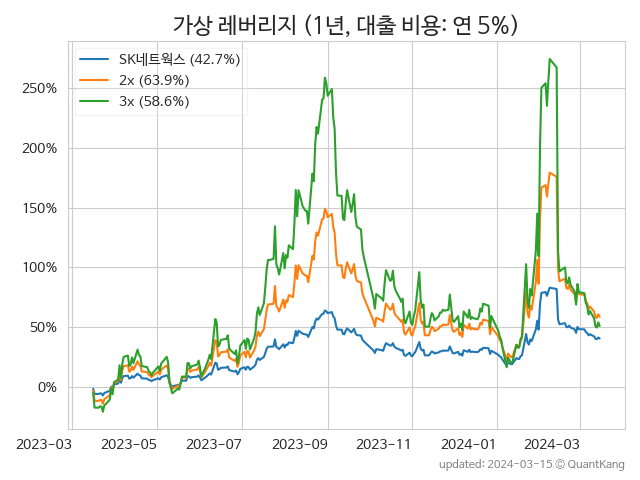 가상 레버리지 (1년, 대출 비용: 연 5%)
SK네트웍스 (42.7%)
2x (63.9%)
3x (58.6%)
250%
200%
150%
100%
50%
0%
2023-03 2023-05 2023-07 2023-09 2023-11 2024-01 2024-03
updated: 2024-03-15 © QuantKang